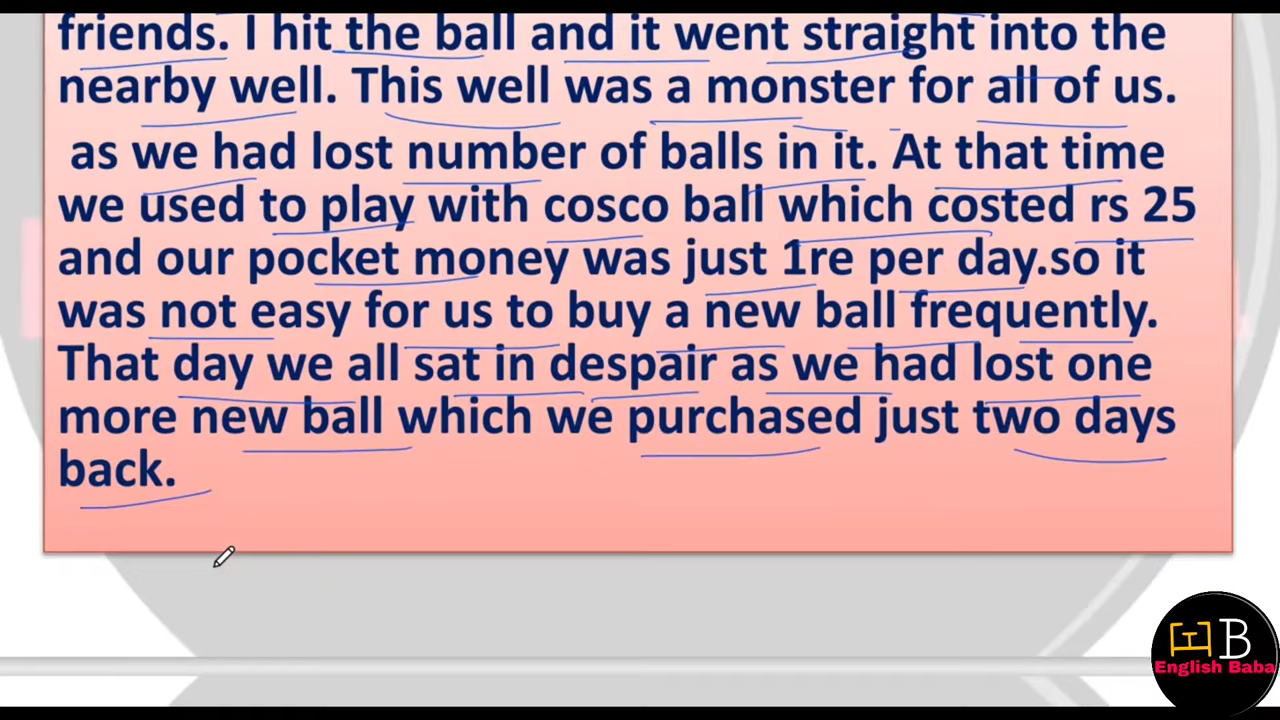 friends. I hit the ball and it went straight into the
nearby well. This well was a monster for all of us.
as we had lost number of balls in it. At that time
we used to play with cosco ball which costed rs 25
and our pocket money was just 1re per day.so it
was not easy for us to buy a new ball frequently.
That day we all sat in despair as we had lost one
more new ball which we purchased just two days
back.
EB
English Baba